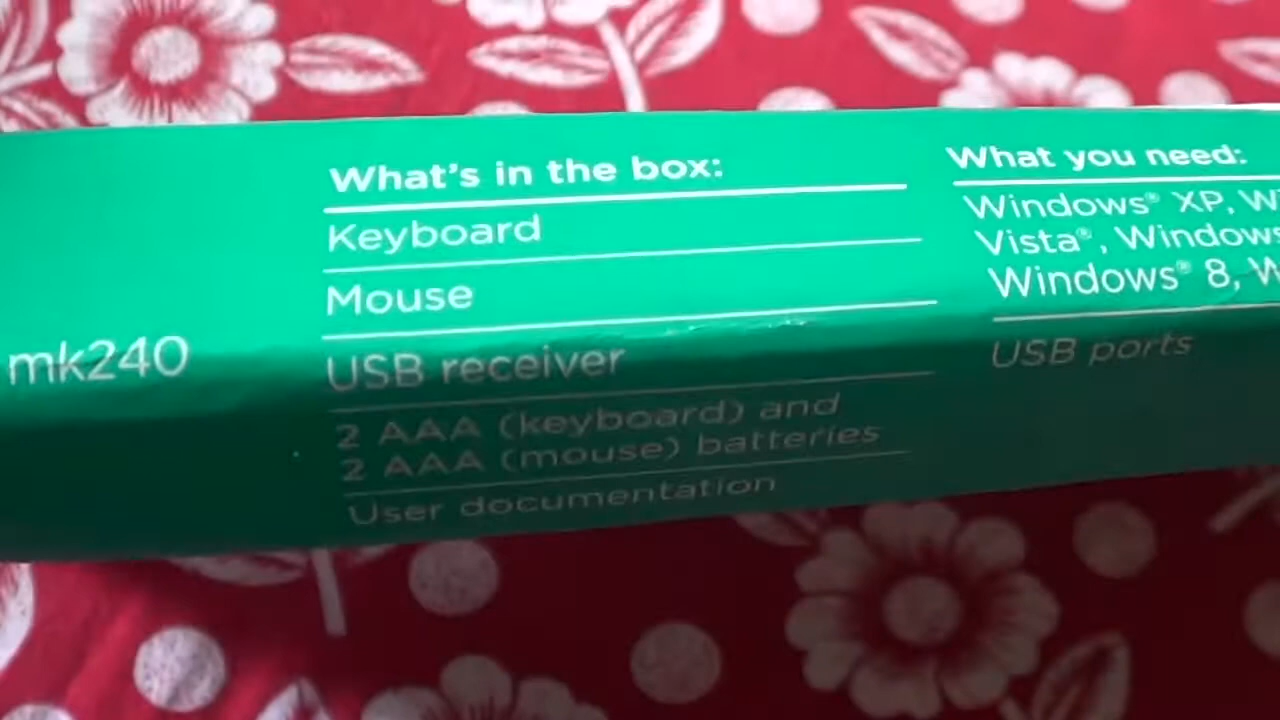 mk240
What's in the box:
Keyboard
Mouse
USB receiver
2 AAA (keyboard) and
2 AAA (mouse) batteries
User documentation
What you need:
Windows® XP,
Vista®, Windows
Windows® 8,
USB ports